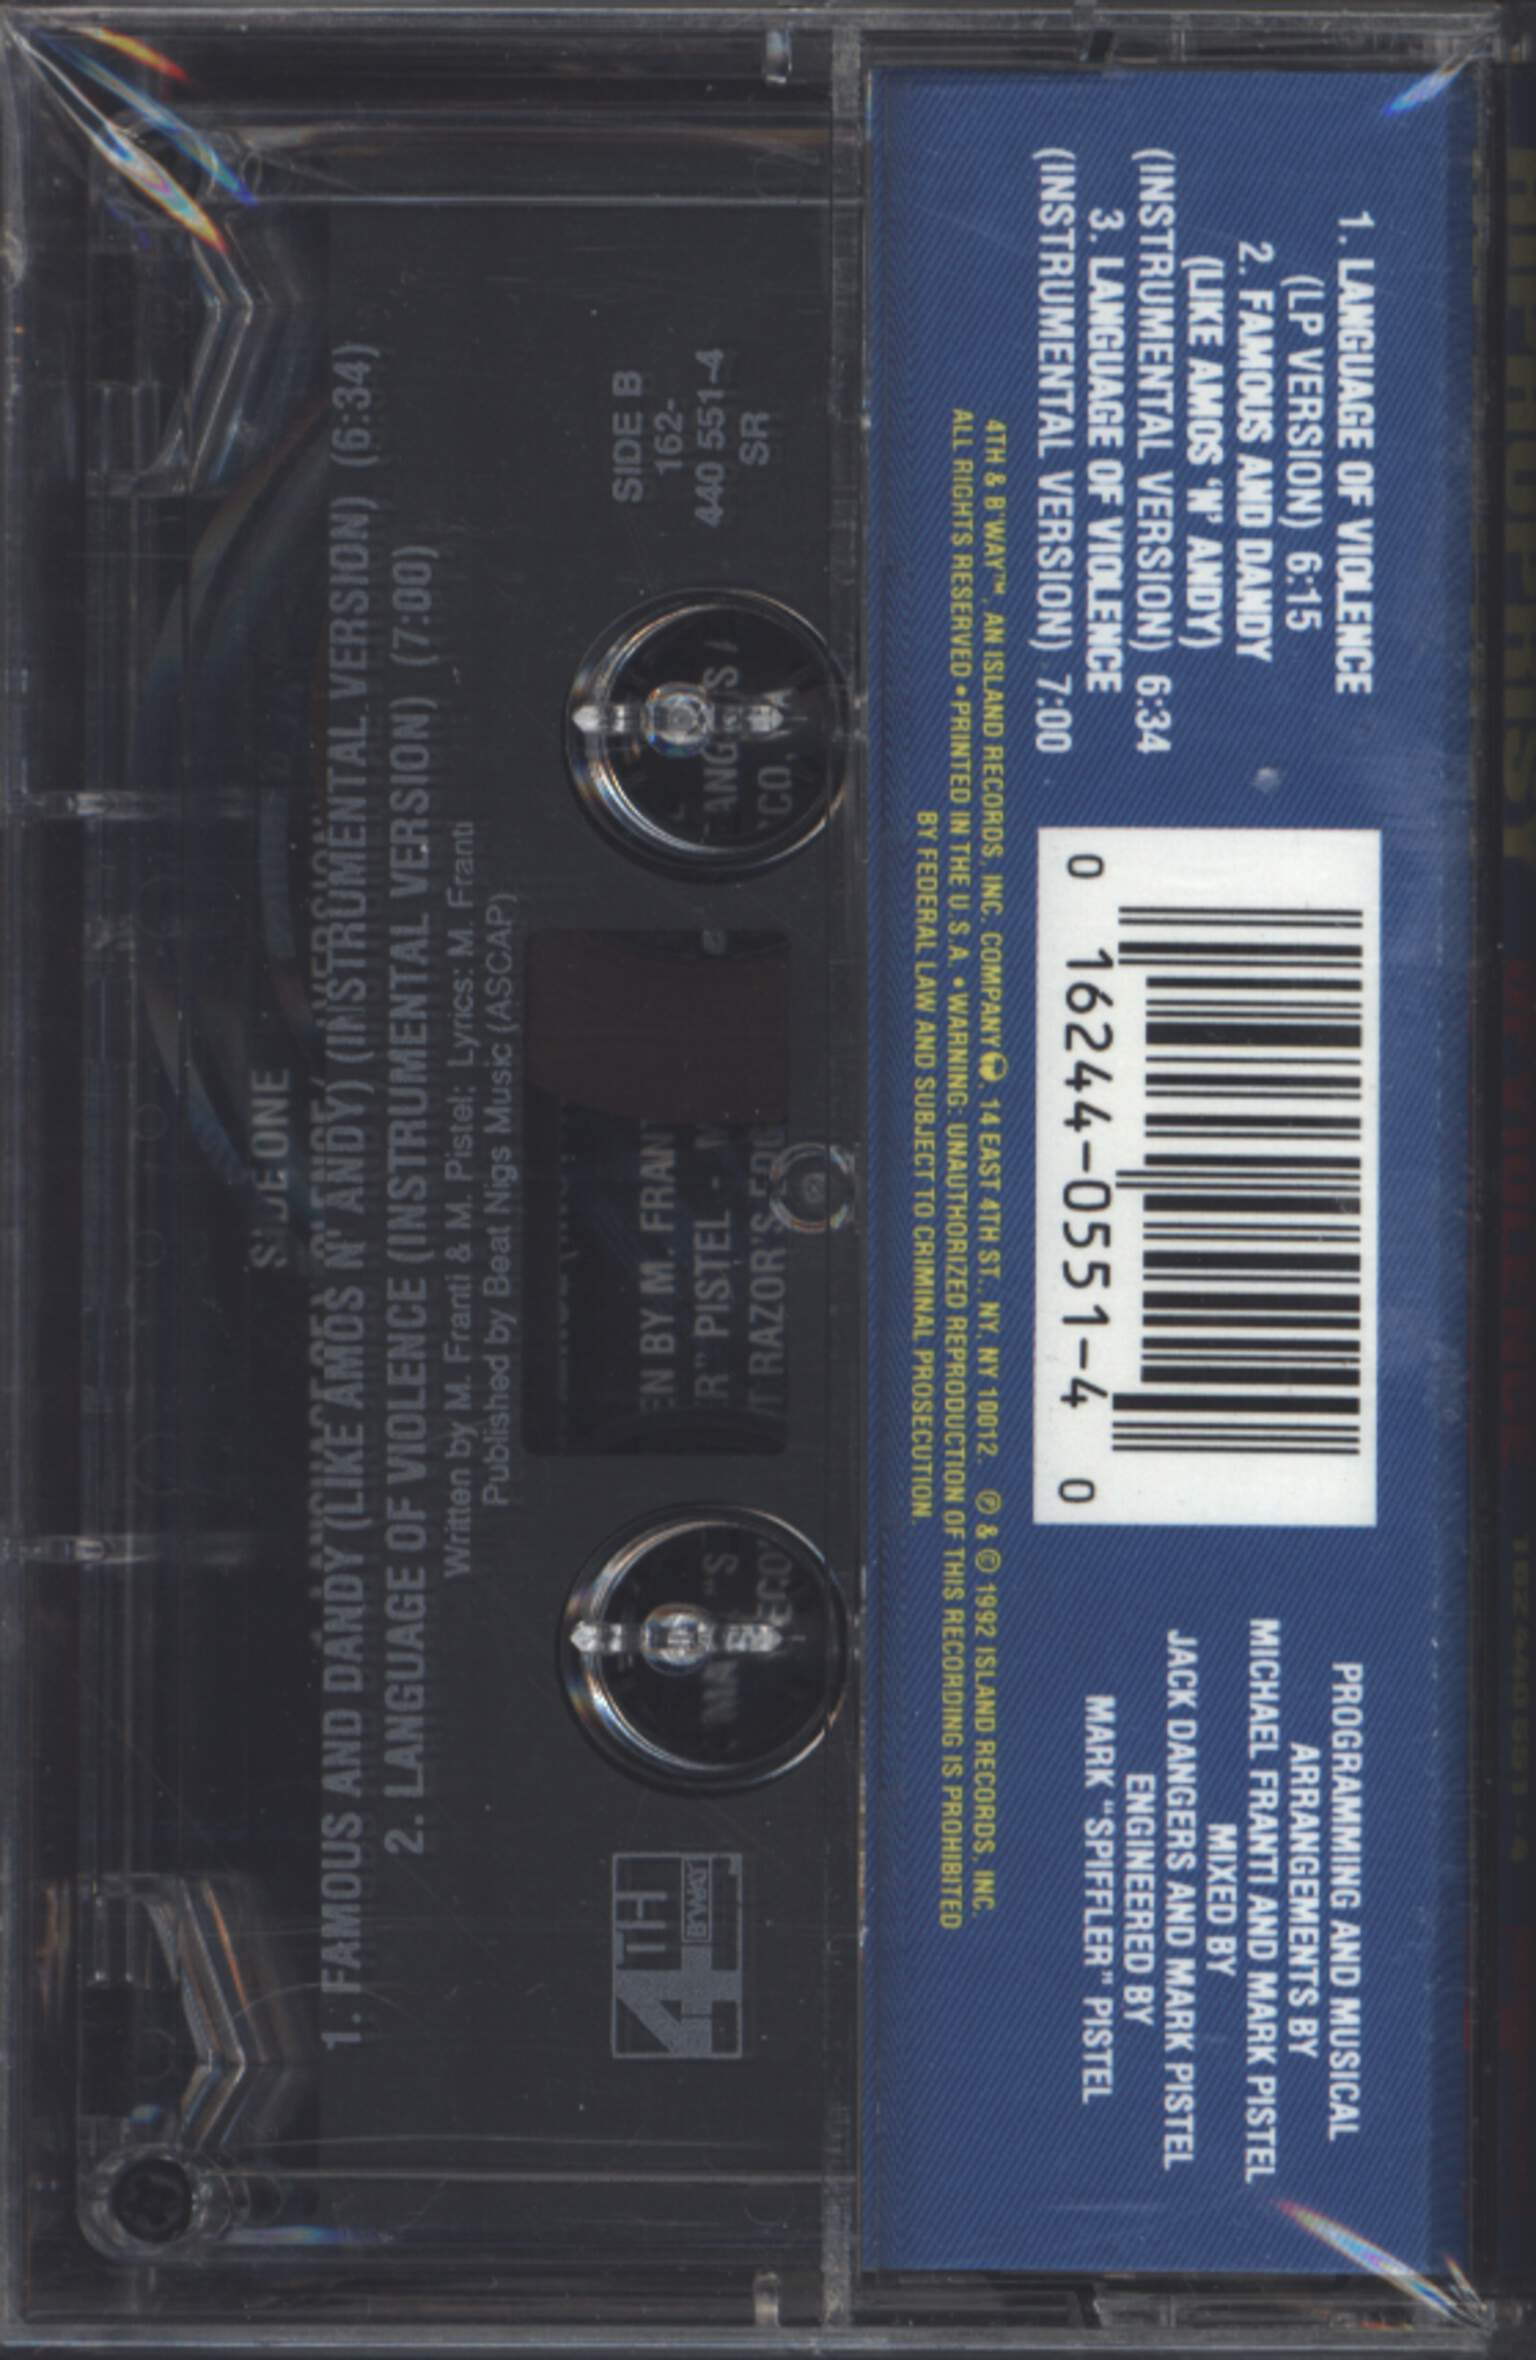 1. LANGUAGE OF VIOLENCE
(LP VERSION) 6:15
2. FAMOUS AND DANDY
(LIKE AMOS 'N' ANDY)
(INSTRUMENTAL VERSION) 6:34
3. LANGUAGE OF VIOLENCE
(INSTRUMENTAL VERSION) 7:00
0 16244-0551-4 0
PROGRAMMING AND MUSICAL
ARRANGEMENTS BY
MICHAEL FRANTI AND MARK PISTEL
MIXED BY
JACK DANGERS AND MARK PISTEL
ENGINEERED BY
MARK “SPIFFLER” PISTEL
4TH & B'WAY™, AN ISLAND RECORDS, INC. COMPANY, 14 EAST 4TH ST., NY, NY 10012. ℗ & © 1992 ISLAND RECORDS, INC.
ALL RIGHTS RESERVED • PRINTED IN THE U.S.A. • WARNING: UNAUTHORIZED REPRODUCTION OF THIS RECORDING IS PROHIBITED
BY FEDERAL LAW AND SUBJECT TO CRIMINAL PROSECUTION.
SIDE ONE
1. FAMOUS AND DANDY (LIKE AMOS N' ANDY) (INSTRUMENTAL VERSION) (6:34)
2. LANGUAGE OF VIOLENCE (INSTRUMENTAL VERSION) (7:00)
Written by M. Franti & M. Pistel; Lyrics: M. Franti
Published by Beat Nigs Music (ASCAP)
4TH
B'WAY
SIDE B
162-
440 551-4
SR
EN BY M. FRAN
R” PISTEL -
RAZOR'S